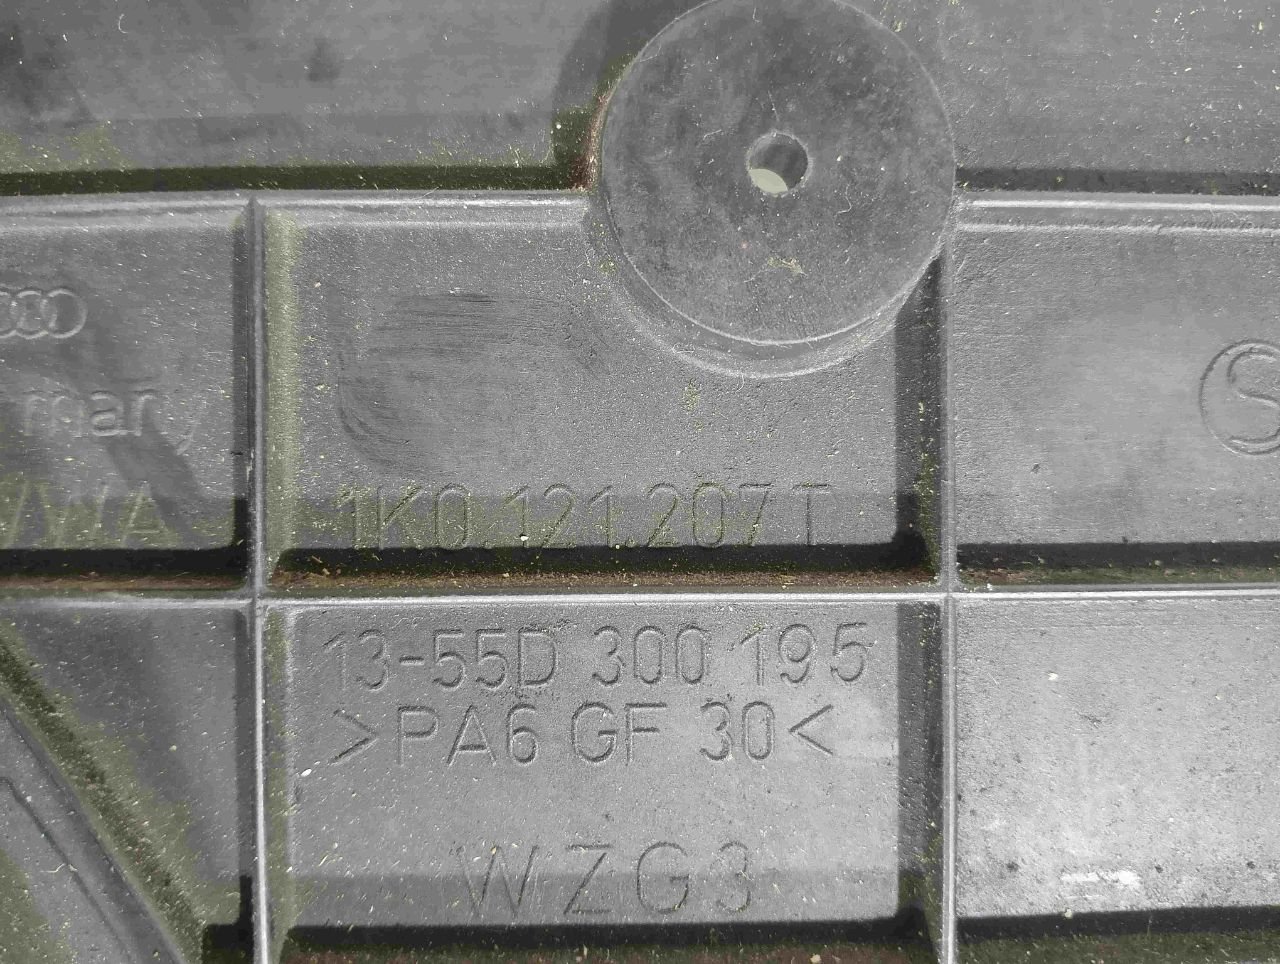 many
VWA
1K0.121.207 T
S
13-55D 300 195
>PA6 GF 30<
WZG3